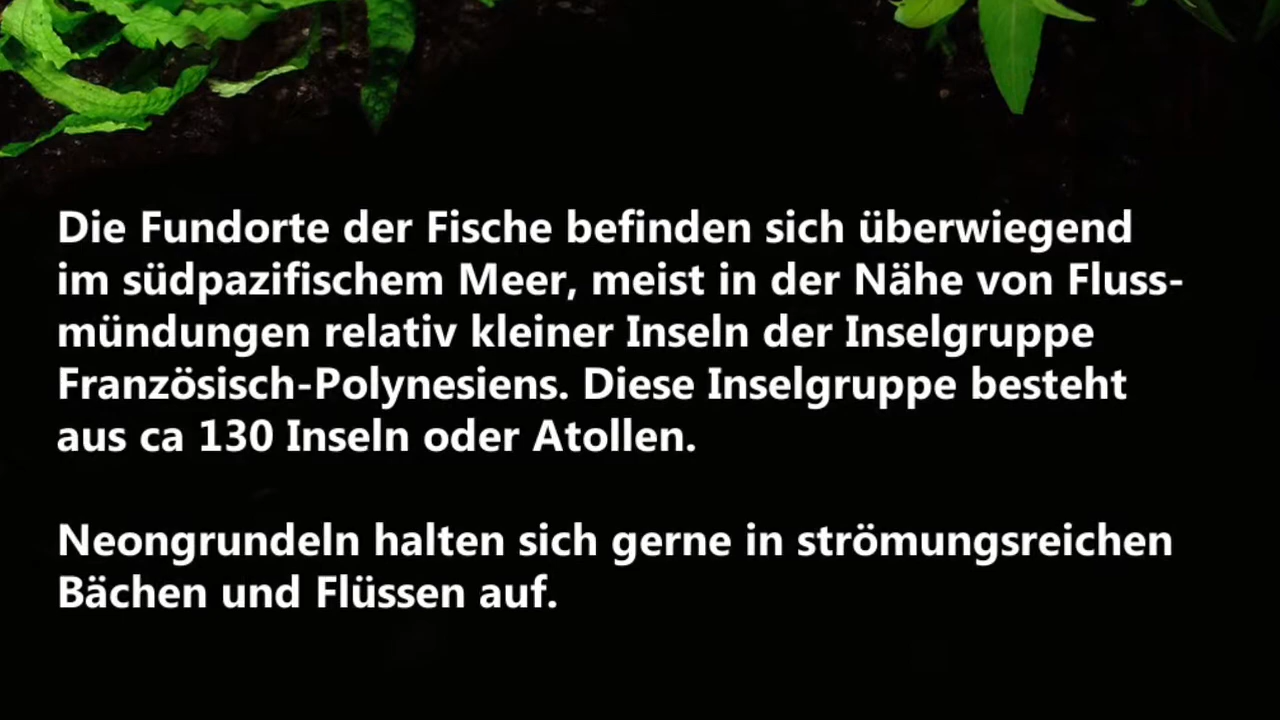 Die Fundorte der Fische befinden sich überwiegend
im südpazifischem Meer, meist in der Nähe von Fluss-
mündungen relativ kleiner Inseln der Inselgruppe
Französisch-Polynesiens. Diese Inselgruppe besteht
aus ca 130 Inseln oder Atollen.
Neongrundeln halten sich gerne in strömungsreichen
Bächen und Flüssen auf.